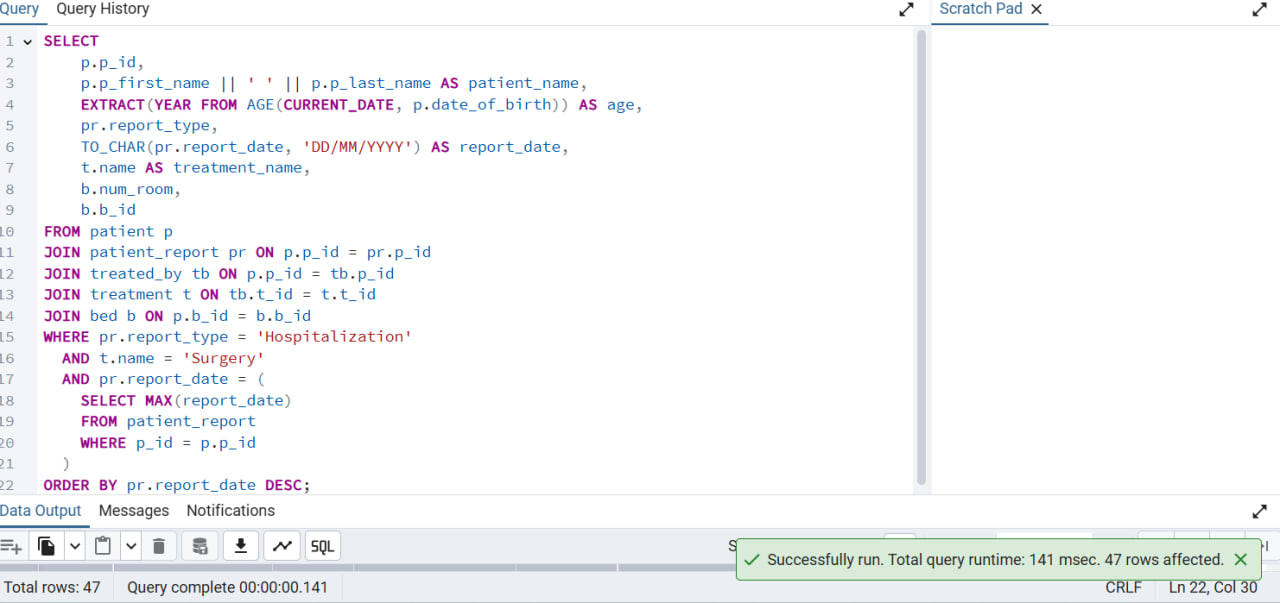 Query Query History Scratch Pad
1 SELECT
2 p.p_id,
3 p.p_first_name || ' ' || p.p_last_name AS patient_name,
4 EXTRACT(YEAR FROM AGE(CURRENT_DATE, p.date_of_birth)) AS age,
5 pr.report_type,
6 TO_CHAR(pr.report_date, 'DD/MM/YYYY') AS report_date,
7 t.name AS treatment_name,
8 b.num_room,
9 b.b_id
10 FROM patient p
11 JOIN patient_report pr ON p.p_id = pr.p_id
12 JOIN treated_by tb ON p.p_id = tb.p_id
13 JOIN treatment t ON tb.t_id = t.t_id
14 JOIN bed b ON p.b_id = b.b_id
15 WHERE pr.report_type = 'Hospitalization'
16 AND t.name = 'Surgery'
17 AND pr.report_date = (
18 SELECT MAX(report_date)
19 FROM patient_report
20 WHERE p_id = p.p_id
21 )
22 ORDER BY pr.report_date DESC;
Data Output Messages Notifications
SQL
Successfully run. Total query runtime: 141 msec. 47 rows affected.
Total rows: 47 Query complete 00:00:00.141 CRLF Ln 22, Col 30